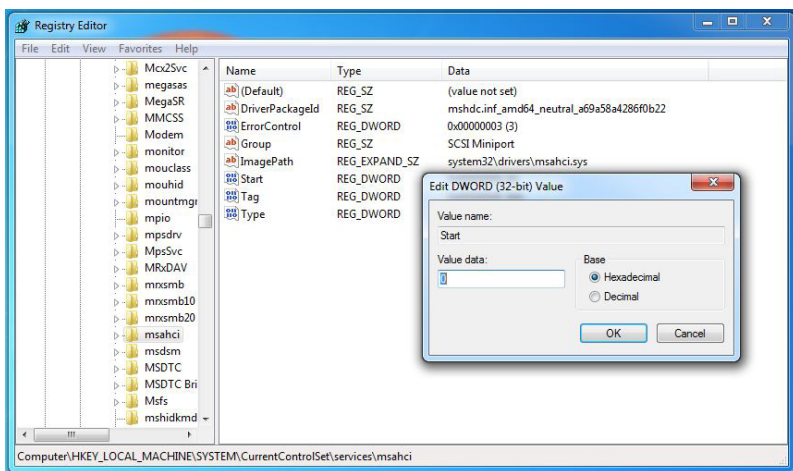 Registry Editor
File Edit View Favorites Help
Mcx2Svc
megasas
MegaSR
MMCSS
Modem
monitor
mouclass
mouhid
mountmgr
mpio
mpsdrv
MpsSvc
MRxDAV
mrxsmb
mrxsmb10
mrxsmb20
msahci
msdsm
MSDTC
MSDTC Bri
Msfs
mshidkmd
Name Type Data
(Default) REG_SZ (value not set)
DriverPackageId REG_SZ mshdc.inf_amd64_neutral_a69a58a4286f0b22
ErrorControl REG_DWORD 0x00000003 (3)
Group REG_SZ SCSI Miniport
ImagePath REG_EXPAND_SZ system32\drivers\msahci.sys
Start REG_DWORD
Tag REG_DWORD
Type REG_DWORD
Edit DWORD (32-bit) Value
Value name:
Start
Value data:
0
Base
Hexadecimal
Decimal
OK Cancel
Computer\HKEY_LOCAL_MACHINE\SYSTEM\CurrentControlSet\services\msahci